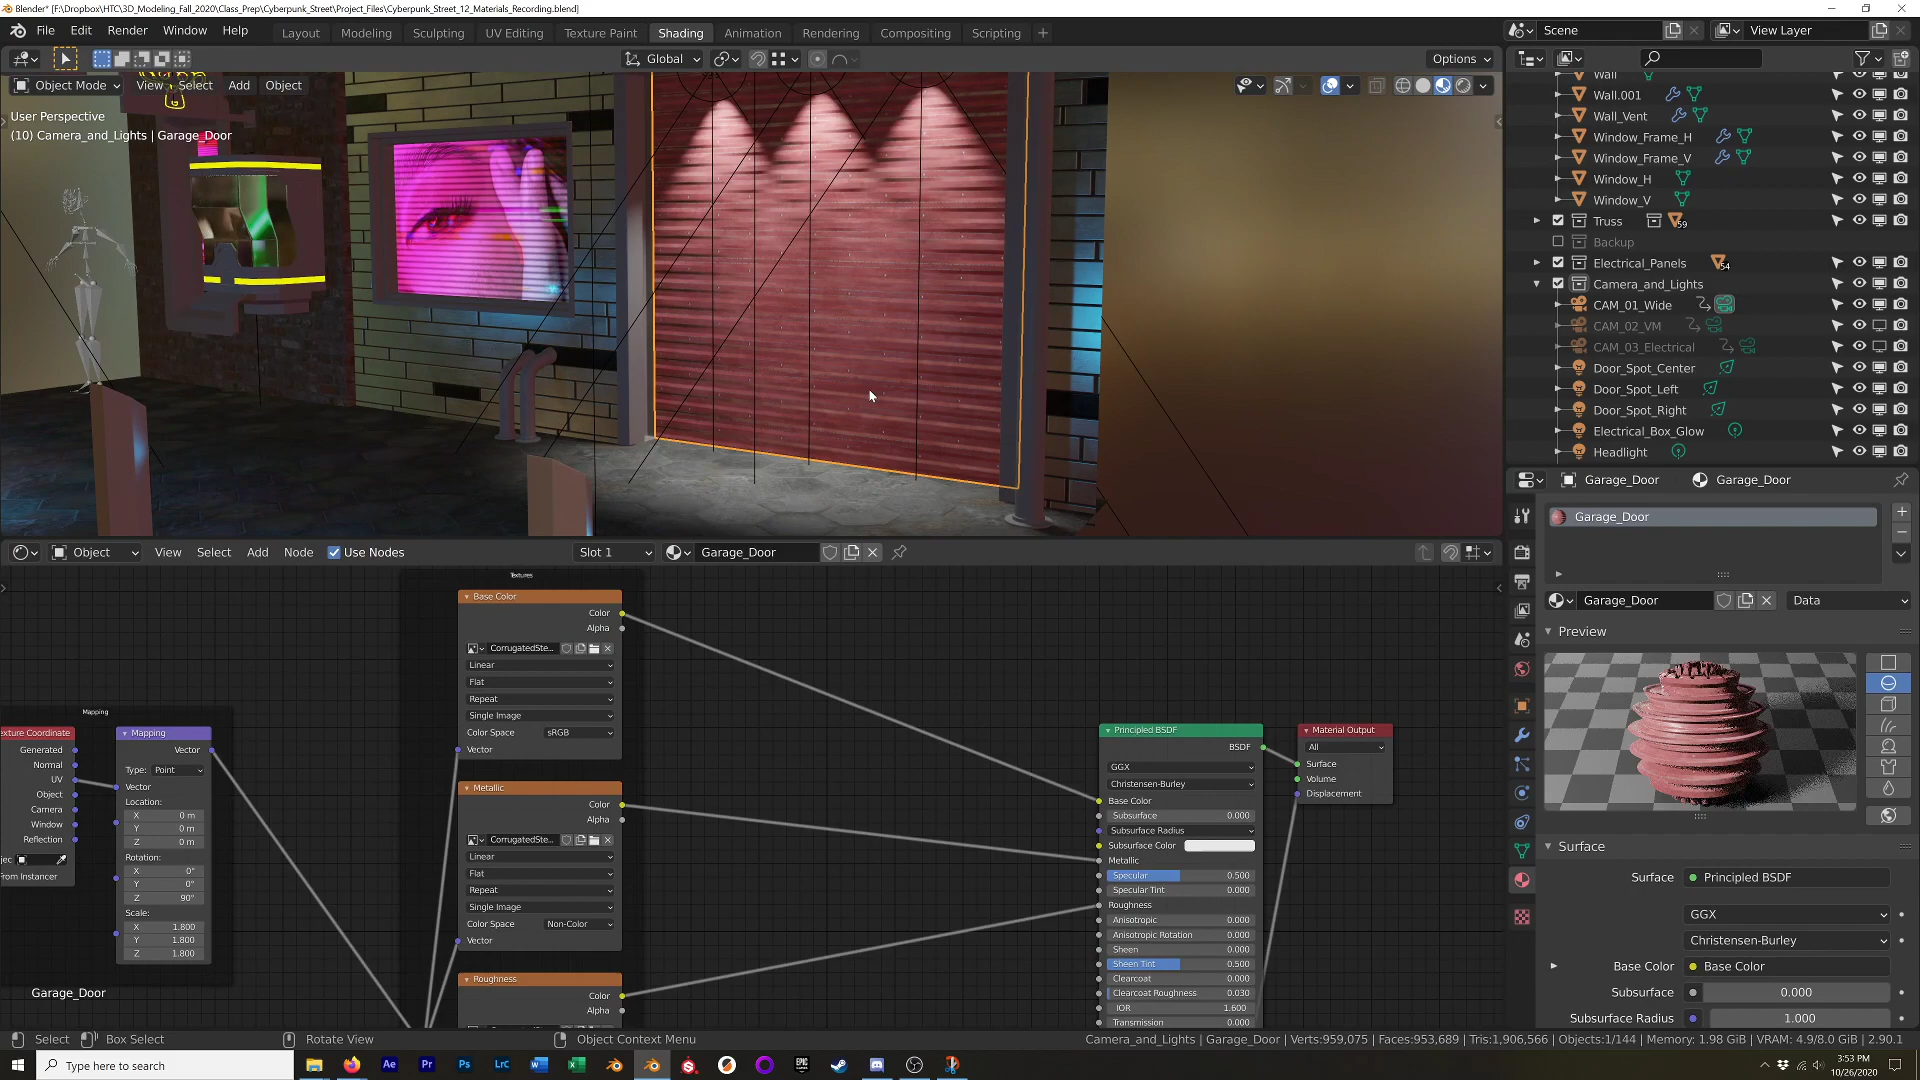 Blender* [F:\Dropbox\HTC\3D_Modeling_Fall_2020\Class_Prep\Cyberpunk_Street\Project_Files\Cyberpunk_Street_12_Materials_Recording.blend]
File Edit Render Window Help
Layout Modeling Sculpting UV Editing Texture Paint Shading Animation Rendering Compositing Scripting
Scene
View Layer
Global
Options
Object Mode View Select Add Object
User Perspective
(10) Camera_and_Lights | Garage_Door
Wall
Wall.001
Wall_Vent
Window_Frame_H
Window_Frame_V
Window_H
Window_V
Truss 59
Backup
Electrical_Panels 54
Camera_and_Lights
CAM_01_Wide
CAM_02_VM
CAM_03_Electrical
Door_Spot_Center
Door_Spot_Left
Door_Spot_Right
Electrical_Box_Glow
Headlight
Object View Select Add Node Use Nodes Slot 1 Garage_Door
Mapping
exture Coordinate
Generated
Normal
UV
Object
Camera
Window
Reflection
jec
rom Instancer
Mapping
Vector
Type: Point
Vector
Location:
X 0 m
Y 0 m
Z 0 m
Rotation:
X 0°
Y 0°
Z 90°
Scale:
X 1.800
Y 1.800
Z 1.800
Garage_Door
Textures
Base Color
Color
Alpha
CorrugatedSte...
Linear
Flat
Repeat
Single Image
Color Space sRGB
Vector
Metallic
Color
Alpha
CorrugatedSte...
Linear
Flat
Repeat
Single Image
Color Space Non-Color
Vector
Roughness
Color
Alpha
Principled BSDF
BSDF
GGX
Christensen-Burley
Base Color
Subsurface 0.000
Subsurface Radius
Subsurface Color
Metallic
Specular 0.500
Specular Tint 0.000
Roughness
Anisotropic 0.000
Anisotropic Rotation 0.000
Sheen 0.000
Sheen Tint 0.500
Clearcoat 0.000
Clearcoat Roughness 0.030
IOR 1.600
Transmission 0.000
Material Output
All
Surface
Volume
Displacement
Garage_Door Garage_Door
Garage_Door
Garage_Door Data
Preview
Surface
Surface Principled BSDF
GGX
Christensen-Burley
Base Color Base Color
Subsurface 0.000
Subsurface Radius 1.000
Select Box Select Rotate View Object Context Menu
Camera_and_Lights | Garage_Door | Verts:959,075 | Faces:953,689 | Tris:1,906,566 | Objects:1/144 | Memory: 1.98 GiB | VRAM: 4.9/8.0 GiB | 2.90.1
Type here to search
Ae Pr Ps Lrc
3:53 PM
10/26/2020